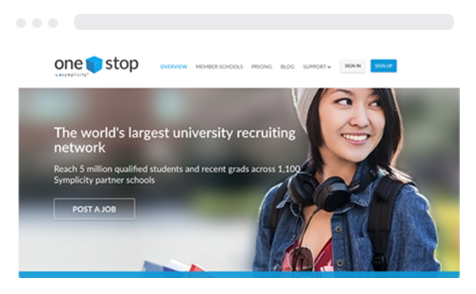 one stop
by symplicity
OVERVIEW MEMBER SCHOOLS PRICING BLOG SUPPORT SIGN IN SIGN UP
The world's largest university recruiting
network
Reach 5 million qualified students and recent grads across 1,100
Symplicity partner schools
POST A JOB